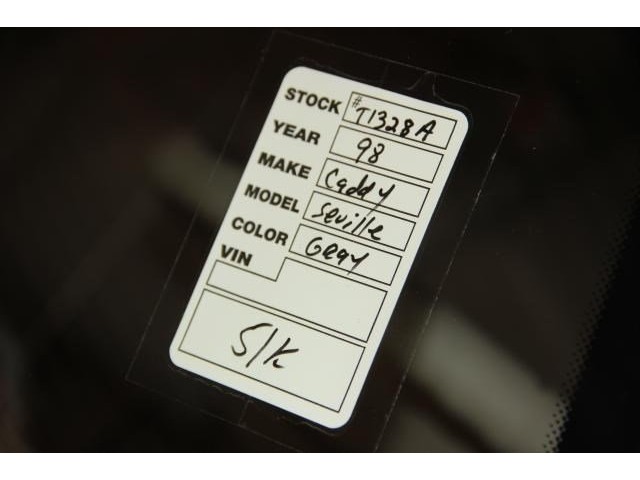 STOCK #T1328A
YEAR 98
MAKE Caddy
MODEL Seville
COLOR Gray
VIN
S/K